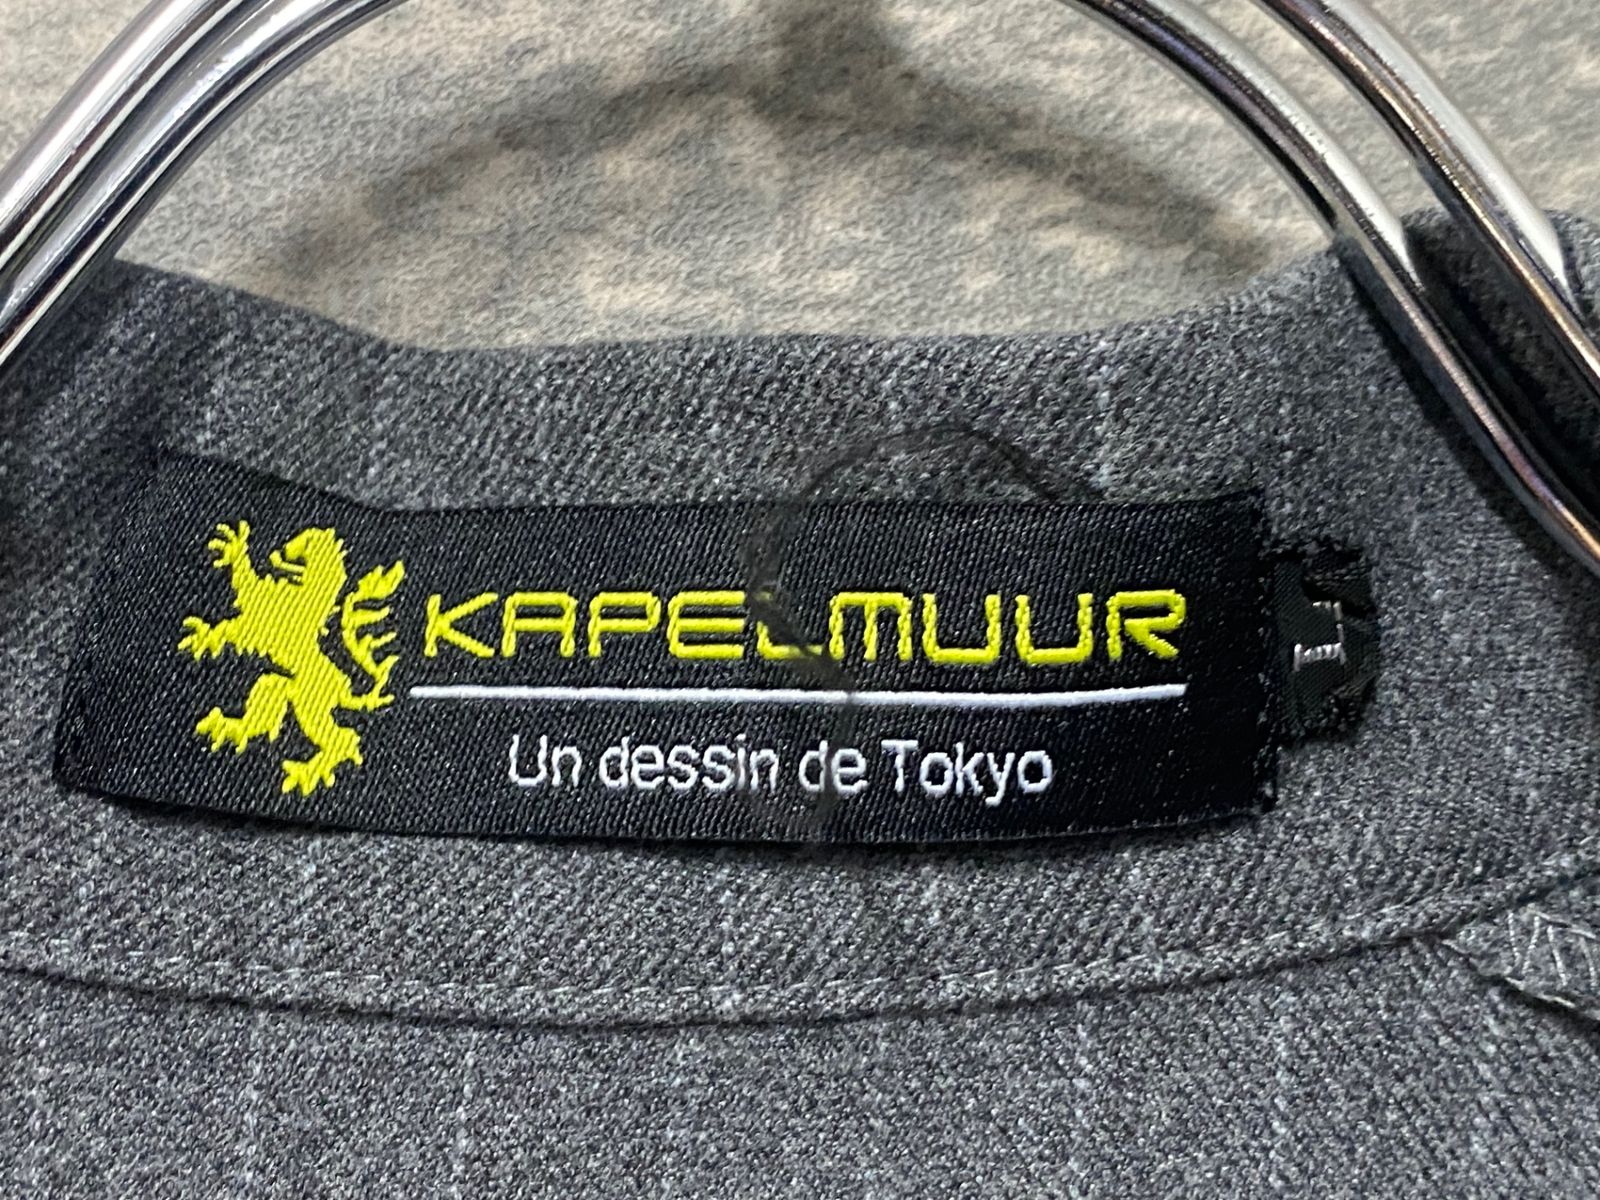 KAPELMUUR
Un dessin de Tokyo
L